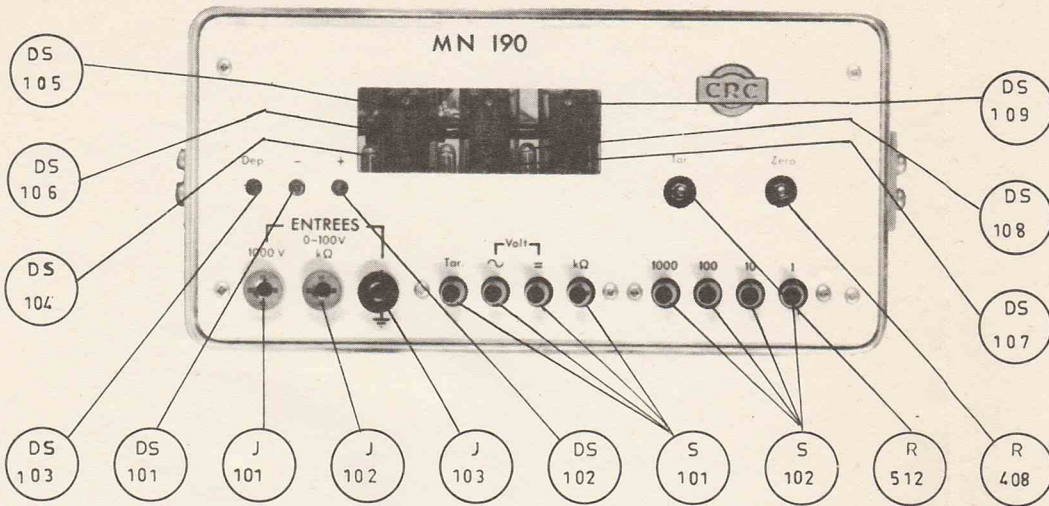 MN 190
CRC
DS 105
DS 106
DS 104
DS 109
DS 108
DS 107
Dep - +
Tar Zero
ENTREES
1000 V 0-100V kΩ
Volt
Tar. ~ = kΩ
1000 100 10 1
DS 103
DS 101
J 101
J 102
J 103
DS 102
S 101
S 102
R 512
R 408